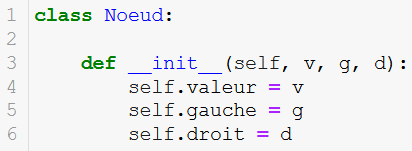 1 class Noeud:
2
3     def __init__(self, v, g, d):
4         self.valeur = v
5         self.gauche = g
6         self.droit = d